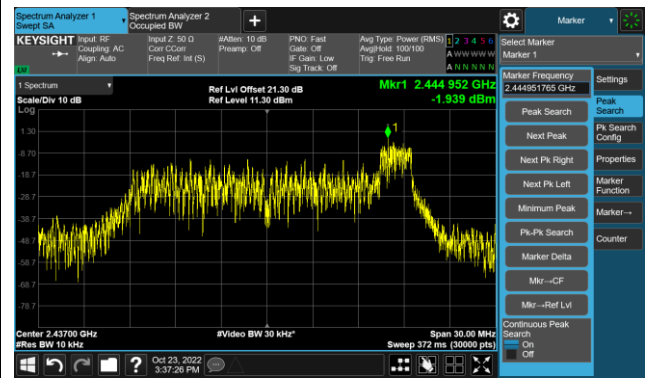 Spectrum Analyzer 1
Swept SA
Spectrum Analyzer 2
Occupied BW
+
Marker
KEYSIGHT
Input: RF
Coupling: AC
Align: Auto
Input Z: 50 Ω
Corr CCorr
Freq Ref: Int (S)
#Atten: 10 dB
Preamp: Off
PNO: Fast
Gate: Off
IF Gain: Low
Sig Track: Off
Avg Type: Power (RMS)
Avg|Hold: 100/100
Trig: Free Run
1 2 3 4 5 6
A W W W W W
A N N N N N
LXI
Select Marker
Marker 1
1 Spectrum
Scale/Div 10 dB
Log
Ref Lvl Offset 21.30 dB
Ref Level 11.30 dBm
Mkr1 2.444 952 GHz
-1.939 dBm
1
1.30
-8.70
-18.7
-28.7
-38.7
-48.7
-58.7
-68.7
-78.7
Center 2.43700 GHz
#Res BW 10 kHz
#Video BW 30 kHz*
Span 30.00 MHz
Sweep 372 ms (30000 pts)
Marker Frequency
2.444951765 GHz
Peak Search
Next Peak
Next Pk Right
Next Pk Left
Minimum Peak
Pk-Pk Search
Marker Delta
Mkr→CF
Mkr→Ref Lvl
Continuous Peak
Search
On
Off
Settings
Peak
Search
Pk Search
Config
Properties
Marker
Function
Marker→
Counter
?
Oct 23, 2022
3:37:26 PM